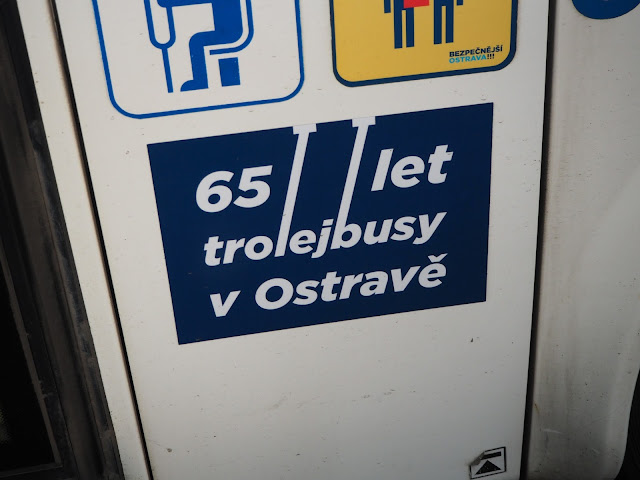 BEZPEČNĚJŠÍ
OSTRAVA!!!
65 let
trolejbusy
v Ostravě